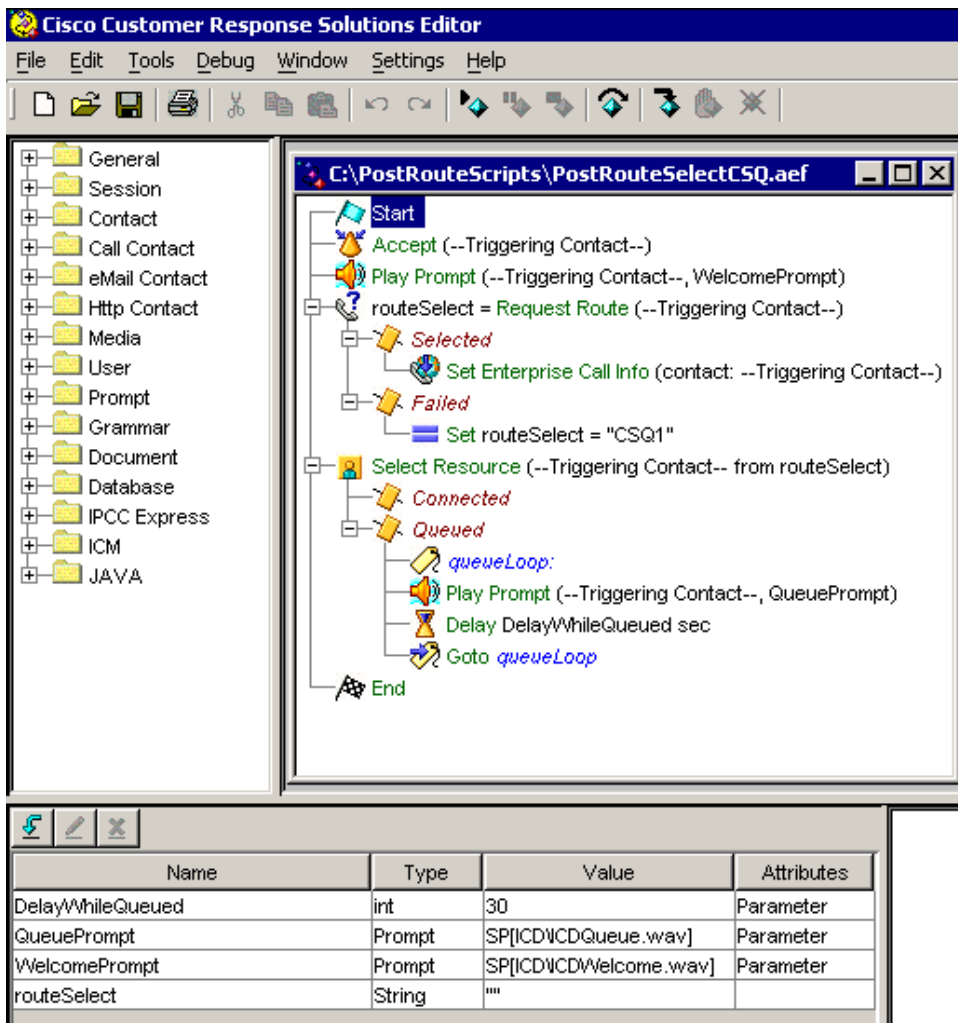 Cisco Customer Response Solutions Editor
File Edit Tools Debug Window Settings Help
General
Session
Contact
Call Contact
eMail Contact
Http Contact
Media
User
Prompt
Grammar
Document
Database
IPCC Express
ICM
JAVA
C:\PostRouteScripts\PostRouteSelectCSQ.aef
Start
Accept (--Triggering Contact--)
Play Prompt (--Triggering Contact--, WelcomePrompt)
routeSelect = Request Route (--Triggering Contact--)
Selected
Set Enterprise Call Info (contact: --Triggering Contact--)
Failed
Set routeSelect = "CSQ1"
Select Resource (--Triggering Contact-- from routeSelect)
Connected
Queued
queueLoop:
Play Prompt (--Triggering Contact--, QueuePrompt)
Delay DelayWhileQueued sec
Goto queueLoop
End
Name Type Value Attributes
DelayWhileQueued int 30 Parameter
QueuePrompt Prompt SP[ICD\ICDQueue.wav] Parameter
WelcomePrompt Prompt SP[ICD\ICDWelcome.wav] Parameter
routeSelect String ""